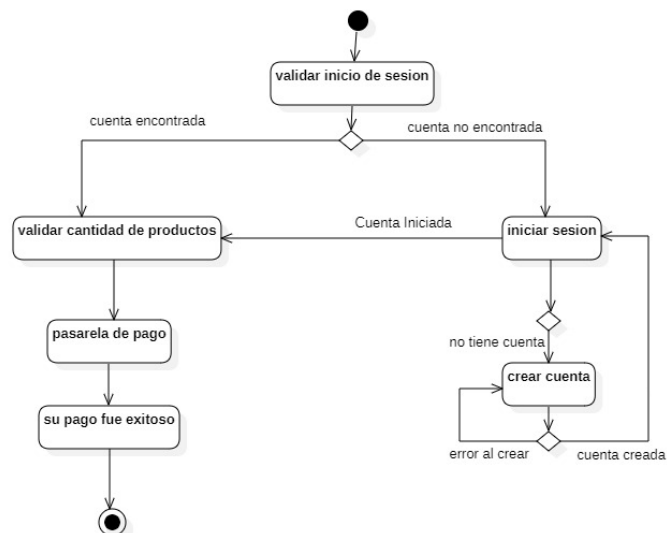 validar inicio de sesion
cuenta encontrada
cuenta no encontrada
validar cantidad de productos
Cuenta Iniciada
iniciar sesion
pasarela de pago
no tiene cuenta
crear cuenta
su pago fue exitoso
error al crear
cuenta creada